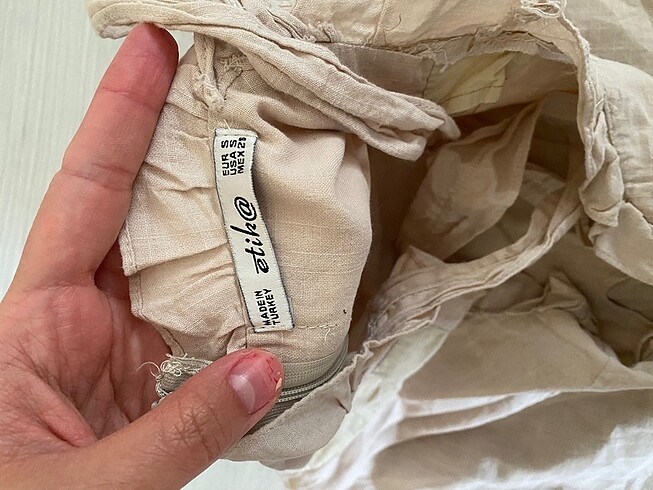 EUR S
USA S
MEX 28
etik@
MADE IN
TURKEY